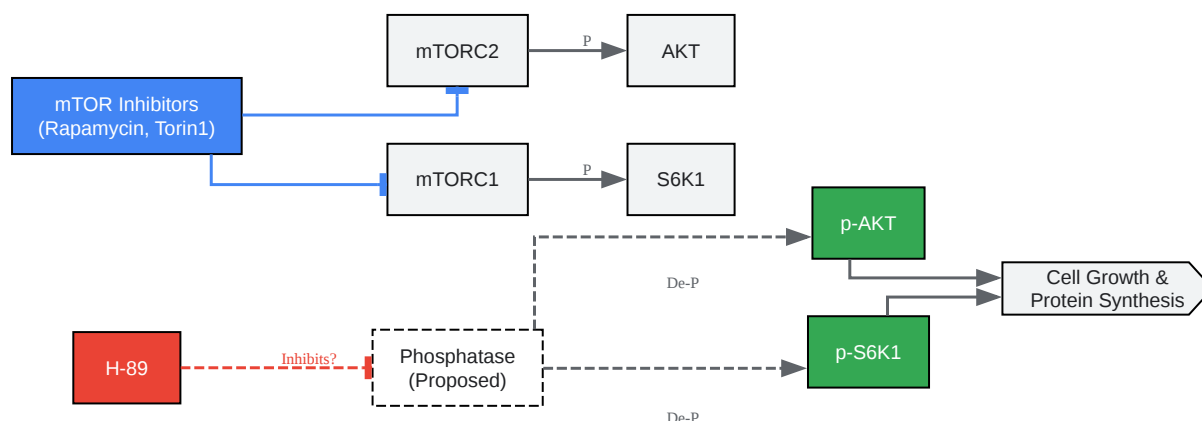 mTORC2
P
AKT
mTOR Inhibitors
(Rapamycin, Torin1)
mTORC1
P
S6K1
p-AKT
De-P
Cell Growth &
Protein Synthesis
H-89
Inhibits?
Phosphatase
(Proposed)
p-S6K1
De-P